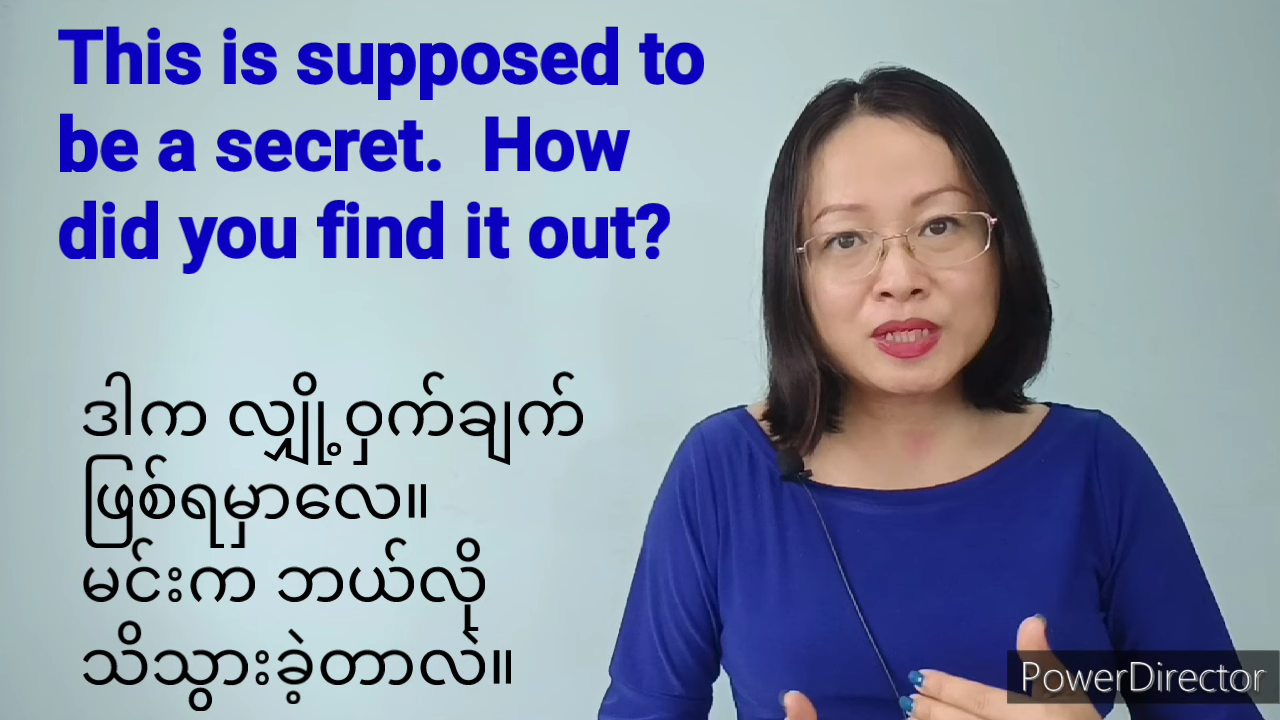 This is supposed to
be a secret.  How
did you find it out?
ဒါက လျှို့ဝှက်ချက်
ဖြစ်ရမှာလေ။
မင်းက ဘယ်လို
သိသွားခဲ့တာလဲ။
PowerDirector